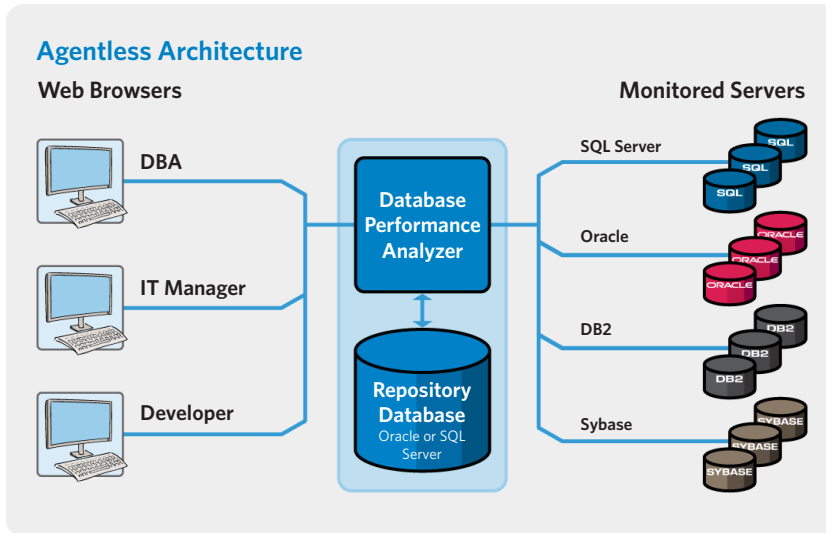 Agentless Architecture
Web Browsers
Monitored Servers
DBA
IT Manager
Developer
Database
Performance
Analyzer
Repository
Database
Oracle or SQL
Server
SQL Server
SQL
SQL
SQL
Oracle
ORACLE
ORACLE
ORACLE
DB2
DB2
DB2
DB2
Sybase
SYBASE
SYBASE
SYBASE